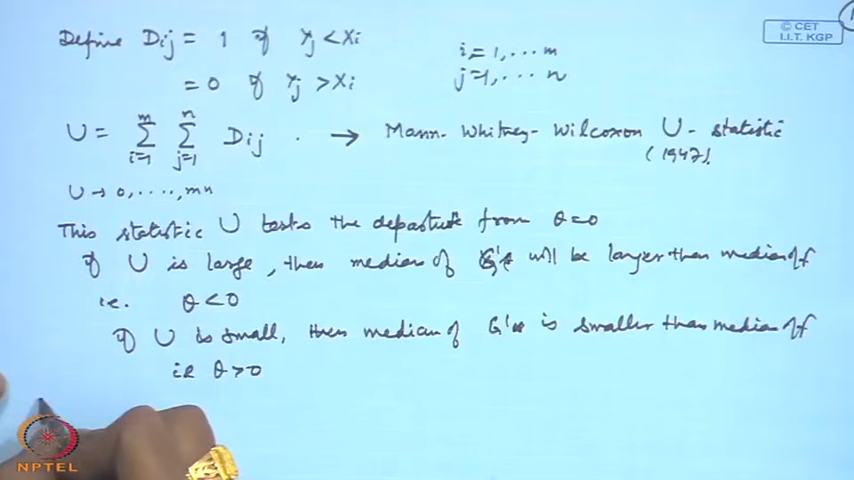 © CET
I.I.T. KGP
Define Dij = 1 if Yj < Xi
= 0 if Yj > Xi
i = 1, ... m
j = 1, ... n
U = m∑i=1 n∑j=1 Dij . → Mann-Whitney-Wilcoxon U-statistic
(1947).
U → 0, ...., mn
This statistic U tests the departure from θ=0
If U is large, then median of G's will be larger than median of f
i.e. θ<0
If U is small, then median of G's is smaller than median of f
i.e. θ>0
NPTEL